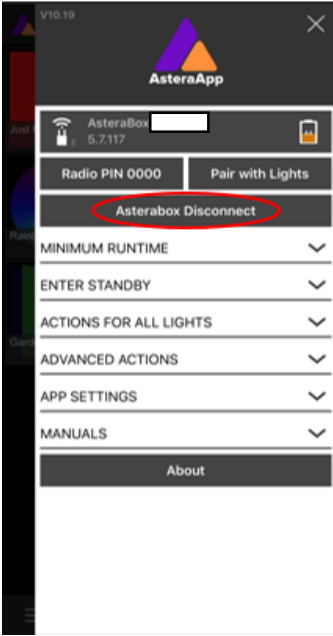 V10.19
AsteraApp
AsteraBox
5.7.117
Radio PIN 0000
Pair with Lights
Asterabox Disconnect
MINIMUM RUNTIME
ENTER STANDBY
ACTIONS FOR ALL LIGHTS
ADVANCED ACTIONS
APP SETTINGS
MANUALS
About